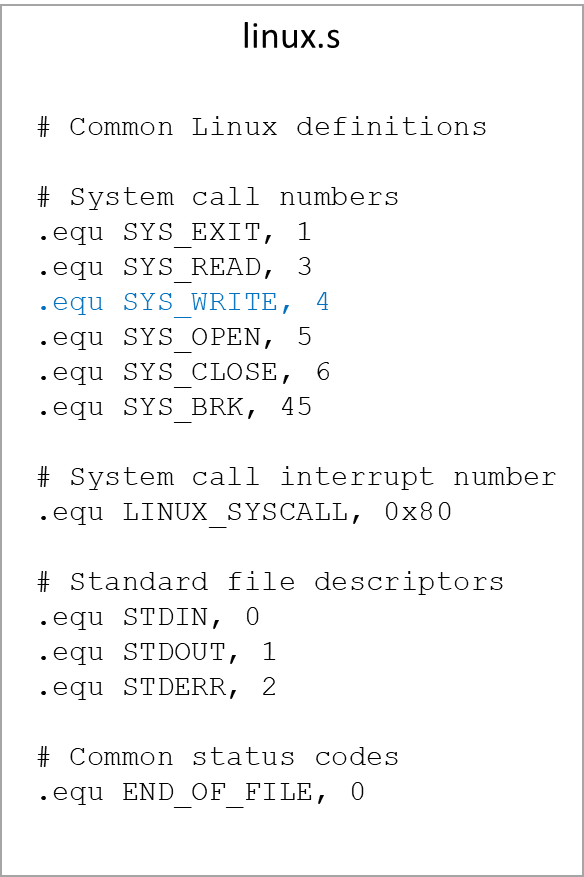 linux.s
# Common Linux definitions
# System call numbers
.equ SYS_EXIT, 1
.equ SYS_READ, 3
.equ SYS_WRITE, 4
.equ SYS_OPEN, 5
.equ SYS_CLOSE, 6
.equ SYS_BRK, 45
# System call interrupt number
.equ LINUX_SYSCALL, 0x80
# Standard file descriptors
.equ STDIN, 0
.equ STDOUT, 1
.equ STDERR, 2
# Common status codes
.equ END_OF_FILE, 0